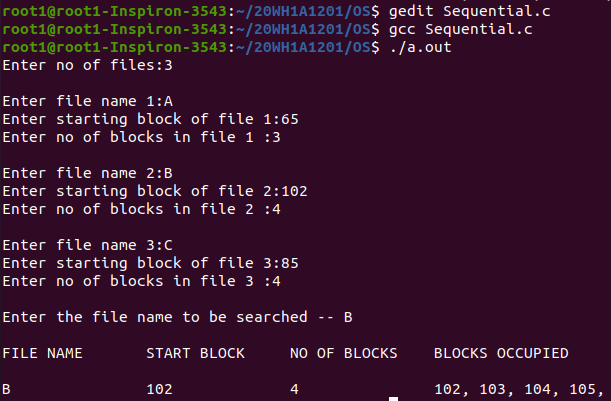 root1@root1-Inspiron-3543:~/20WH1A1201/OS$ gedit Sequential.c
root1@root1-Inspiron-3543:~/20WH1A1201/OS$ gcc Sequential.c
root1@root1-Inspiron-3543:~/20WH1A1201/OS$ ./a.out
Enter no of files:3
Enter file name 1:A
Enter starting block of file 1:65
Enter no of blocks in file 1 :3
Enter file name 2:B
Enter starting block of file 2:102
Enter no of blocks in file 2 :4
Enter file name 3:C
Enter starting block of file 3:85
Enter no of blocks in file 3 :4
Enter the file name to be searched -- B
FILE NAME START BLOCK NO OF BLOCKS BLOCKS OCCUPIED
B 102 4 102, 103, 104, 105,